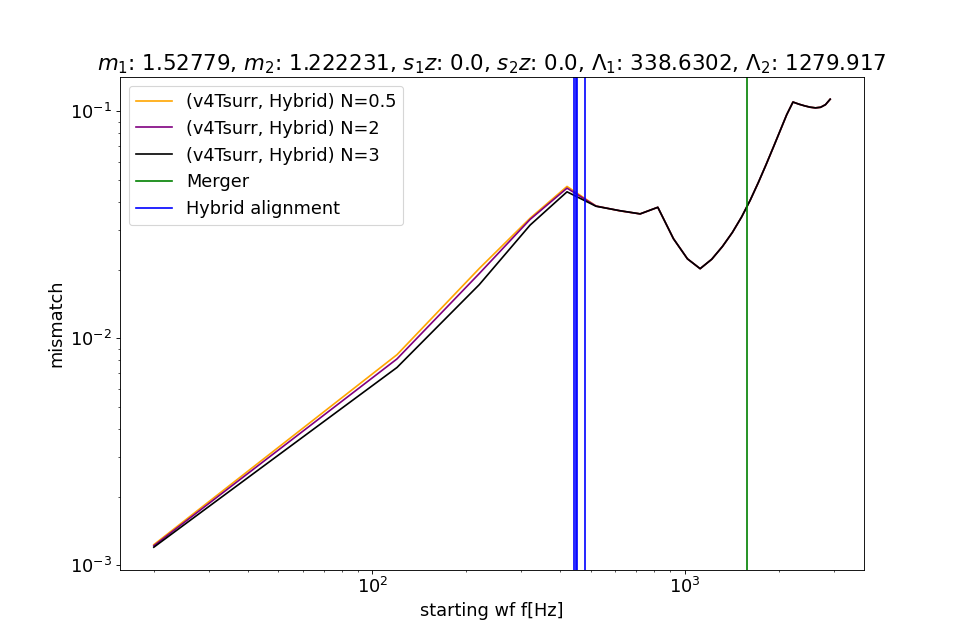 m₁: 1.52779, m₂: 1.222231, s₁z: 0.0, s₂z: 0.0, Λ₁: 338.6302, Λ₂: 1279.917
(v4Tsurr, Hybrid) N=0.5
(v4Tsurr, Hybrid) N=2
(v4Tsurr, Hybrid) N=3
Merger
Hybrid alignment
mismatch
10⁻¹
10⁻²
10⁻³
10² 10³
starting wf f[Hz]